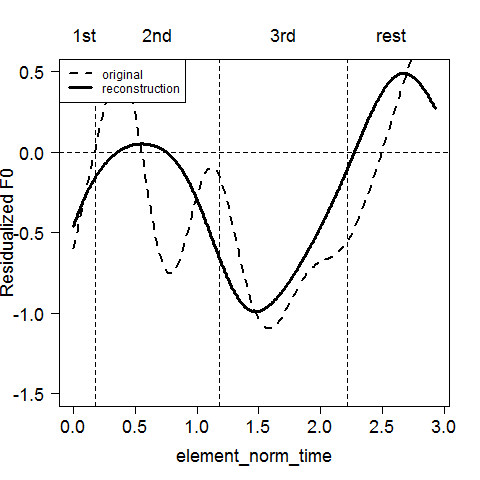 1st 2nd 3rd rest
original
reconstruction
0.5
0.0
-0.5
-1.0
-1.5
Residualized F0
0.0 0.5 1.0 1.5 2.0 2.5 3.0
element_norm_time